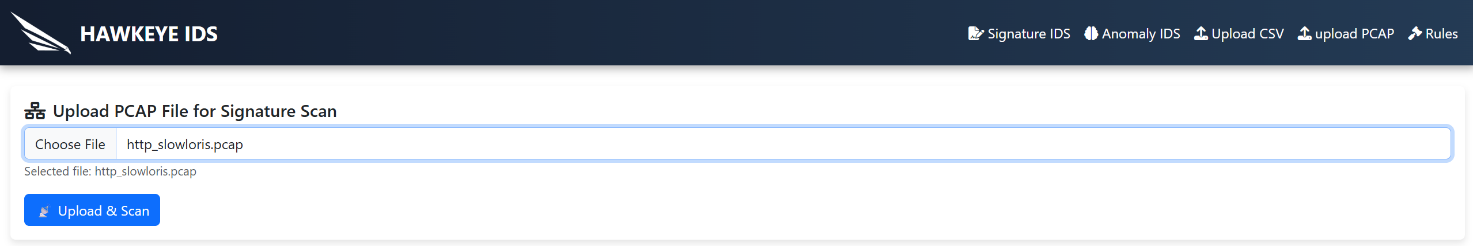 HAWKEYE IDS
Signature IDS Anomaly IDS Upload CSV upload PCAP Rules
Upload PCAP File for Signature Scan
Choose File http_slowloris.pcap
Selected file: http_slowloris.pcap
Upload & Scan